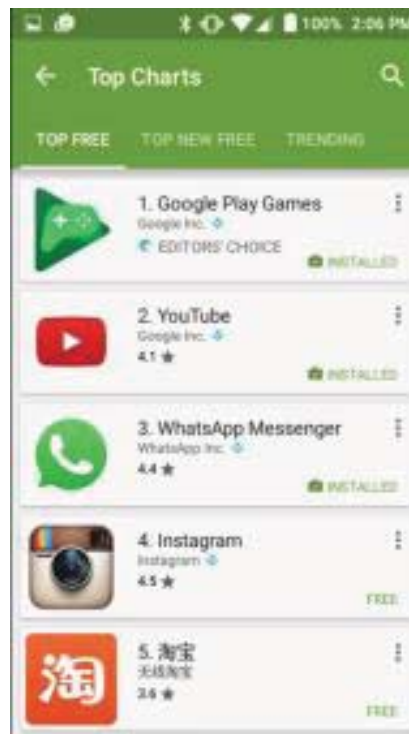 100% 2:06 PM
Top Charts
TOP FREE TOP NEW FREE TRENDING
1. Google Play Games
Google Inc.
EDITORS' CHOICE
INSTALLED
2. YouTube
Google Inc.
4.1 ★
INSTALLED
3. WhatsApp Messenger
WhatsApp Inc.
4.4 ★
INSTALLED
4. Instagram
Instagram
4.5 ★
FREE
淘
5. 淘宝
无线淘宝
3.6 ★
FREE